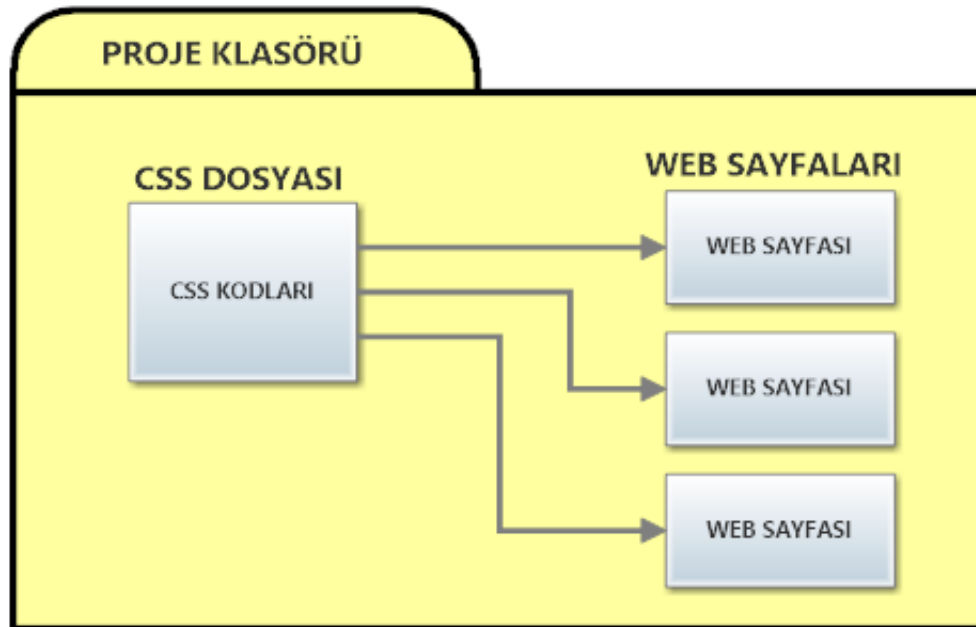 PROJE KLASÖRÜ
CSS DOSYASI
CSS KODLARI
WEB SAYFALARI
WEB SAYFASI
WEB SAYFASI
WEB SAYFASI